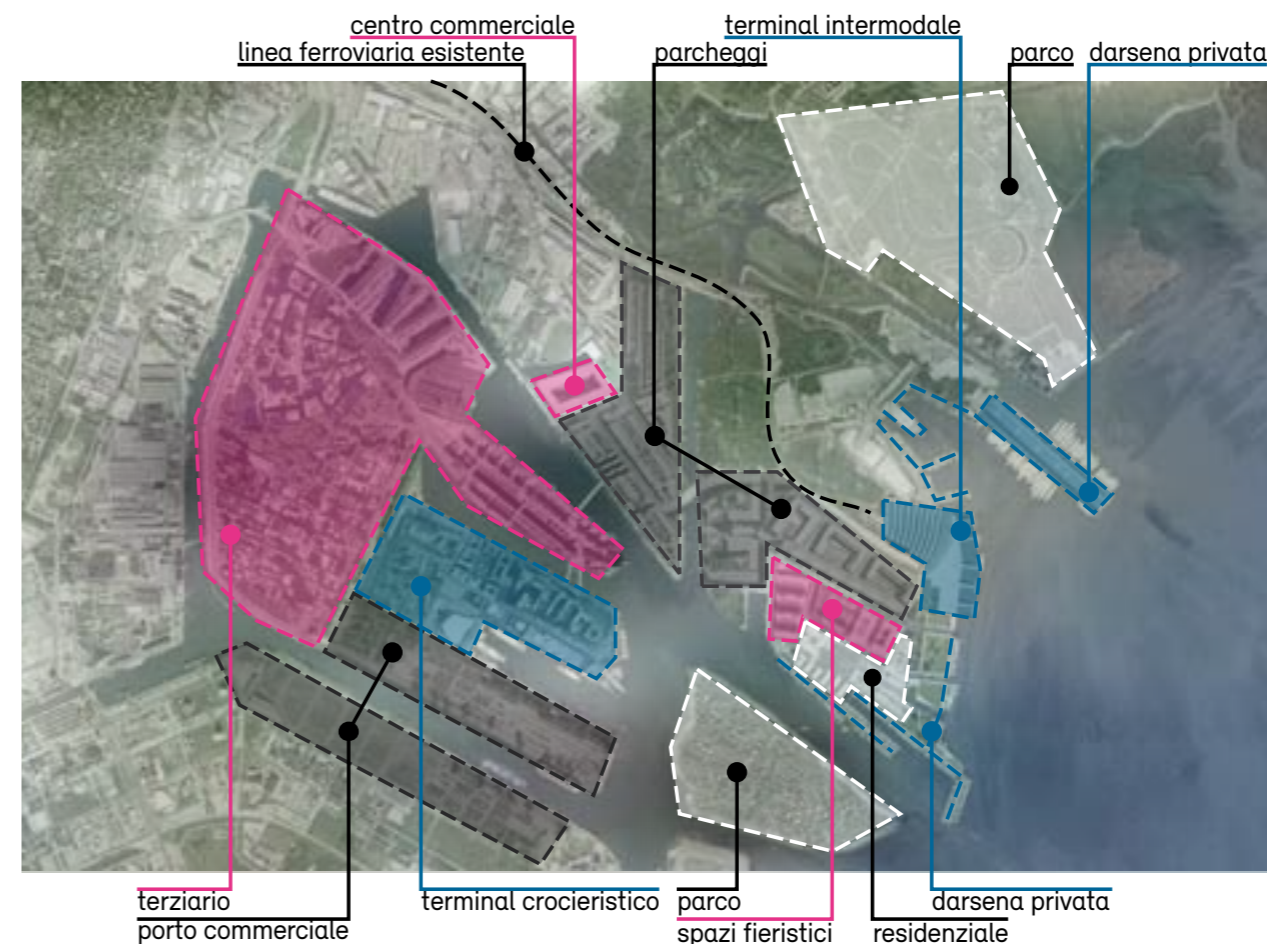 centro commerciale
terminal intermodale
linea ferroviaria esistente
parcheggi
parco
darsena privata
terziario
terminal crocieristico
parco
darsena privata
porto commerciale
spazi fieristici
residenziale